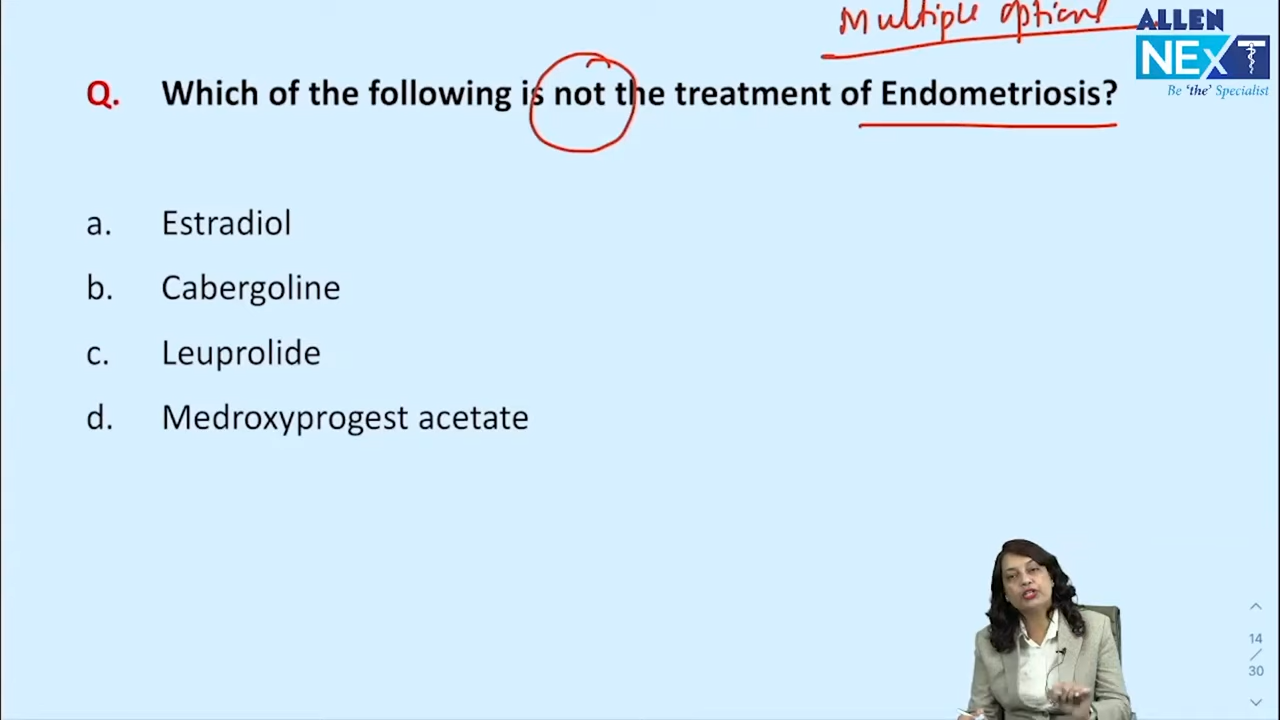 Multiple options
ALLEN
NExT
Be 'the' Specialist
Q. Which of the following is not the treatment of Endometriosis?
a. Estradiol
b. Cabergoline
c. Leuprolide
d. Medroxyprogest acetate
14
/
30